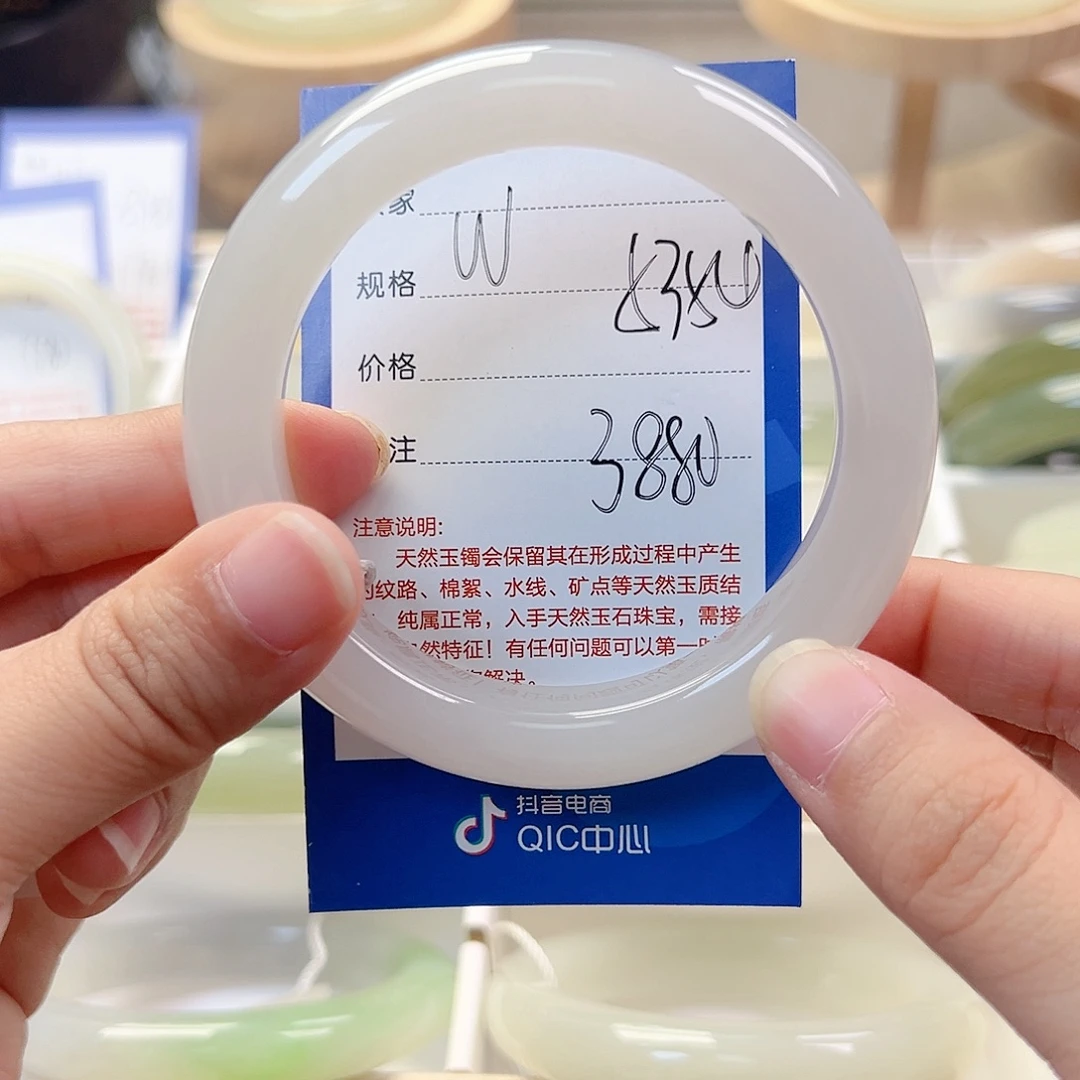 家 W
规格
价格
注 3880
注意说明:
天然玉镯会保留其在形成过程中产生
纹路、棉絮、水线、矿点等天然玉质结
纯属正常，入手天然玉石珠宝，需接
然特征！有任何问题可以第一
解决。
抖音电商
QIC中心